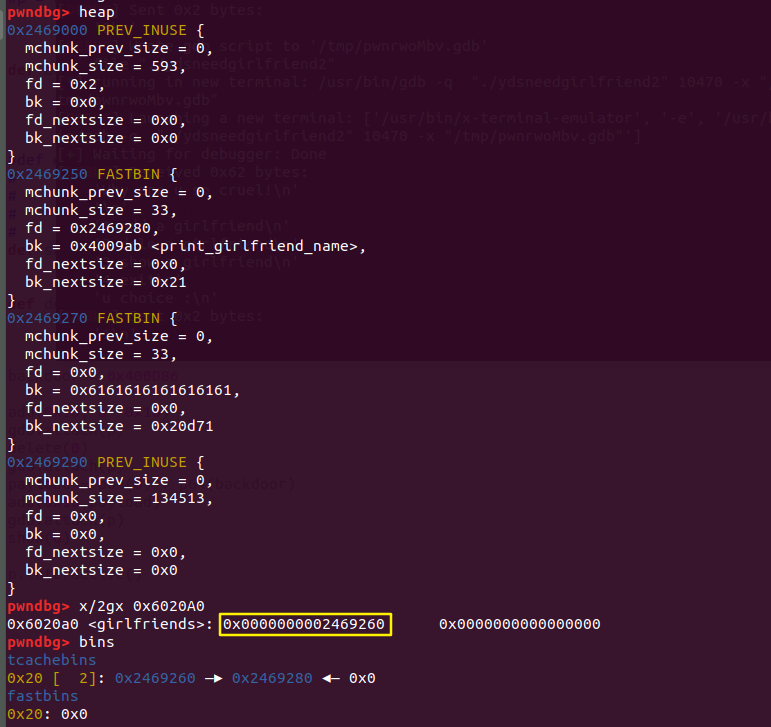 pwndbg> heap
0x2469000 PREV_INUSE {
  mchunk_prev_size = 0,
  mchunk_size = 593,
  fd = 0x2,
  bk = 0x0,
  fd_nextsize = 0x0,
  bk_nextsize = 0x0
}
0x2469250 FASTBIN {
  mchunk_prev_size = 0,
  mchunk_size = 33,
  fd = 0x2469280,
  bk = 0x4009ab <print_girlfriend_name>,
  fd_nextsize = 0x0,
  bk_nextsize = 0x21
}
0x2469270 FASTBIN {
  mchunk_prev_size = 0,
  mchunk_size = 33,
  fd = 0x0,
  bk = 0x6161616161616161,
  fd_nextsize = 0x0,
  bk_nextsize = 0x20d71
}
0x2469290 PREV_INUSE {
  mchunk_prev_size = 0,
  mchunk_size = 134513,
  fd = 0x0,
  bk = 0x0,
  fd_nextsize = 0x0,
  bk_nextsize = 0x0
}
pwndbg> x/2gx 0x6020A0
0x6020a0 <girlfriends>: 0x0000000002469260 0x0000000000000000
pwndbg> bins
tcachebins
0x20 [  2]: 0x2469260 —▸ 0x2469280 ◂— 0x0
fastbins
0x20: 0x0